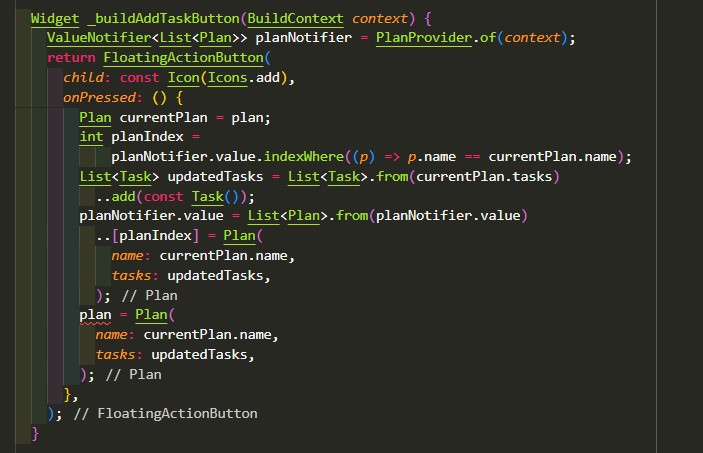 Widget _buildAddTaskButton(BuildContext context) {
ValueNotifier<List<Plan>> planNotifier = PlanProvider.of(context);
return FloatingActionButton(
child: const Icon(Icons.add),
onPressed: () {
Plan currentPlan = plan;
int planIndex =
planNotifier.value.indexWhere((p) => p.name == currentPlan.name);
List<Task> updatedTasks = List<Task>.from(currentPlan.tasks)
..add(const Task());
planNotifier.value = List<Plan>.from(planNotifier.value)
..[planIndex] = Plan(
name: currentPlan.name,
tasks: updatedTasks,
); // Plan
plan = Plan(
name: currentPlan.name,
tasks: updatedTasks,
); // Plan
},
); // FloatingActionButton
}